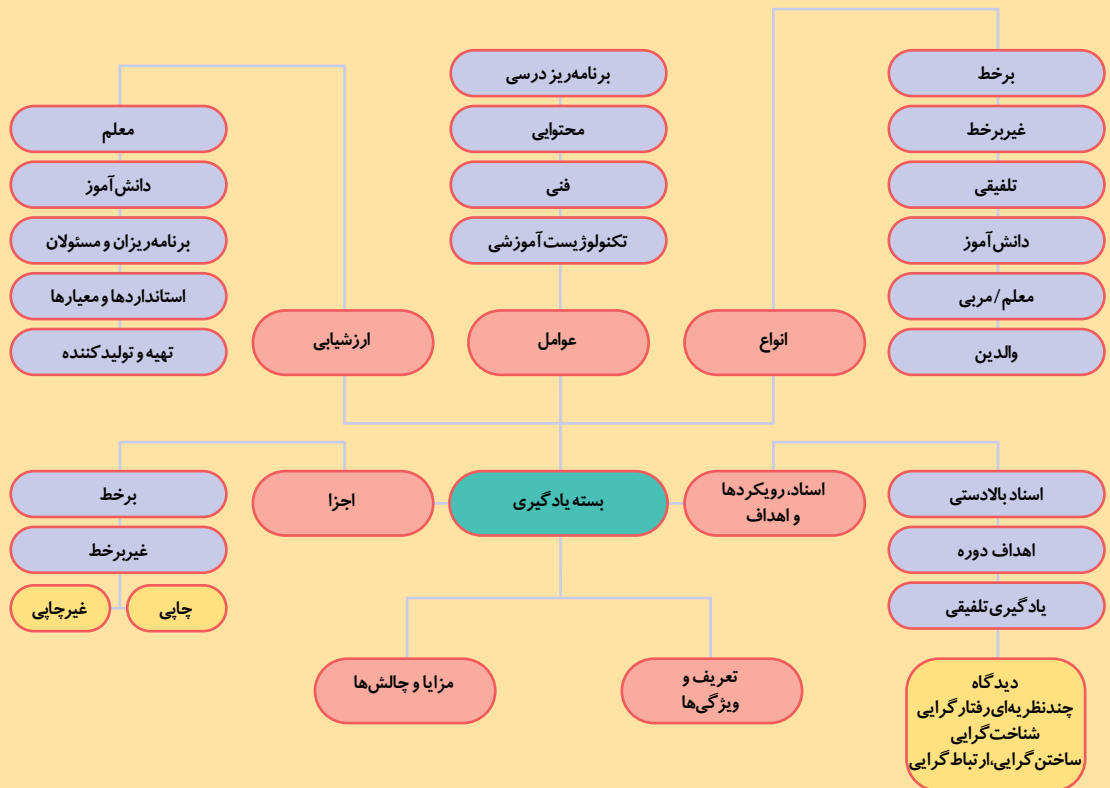 برخط
غیربرخط
تلفیقی
دانش‌آموز
معلم/مربی
والدین
انواع
برنامه‌ریز درسی
محتوایی
فنی
تکنولوژیست آموزشی
عوامل
معلم
دانش‌آموز
برنامه‌ریزان و مسئولان
استانداردها و معیارها
تهیه و تولیدکننده
ارزشیابی
اسناد بالادستی
اهداف دوره
یادگیری تلفیقی
دیدگاه
چندنظریه‌ای رفتارگرایی
شناخت‌گرایی
ساختن‌گرایی، ارتباط‌گرایی
اسناد، رویکردها
و اهداف
بسته یادگیری
اجزا
برخط
غیربرخط
چاپی
غیرچاپی
تعریف و
ویژگی‌ها
مزایا و چالش‌ها